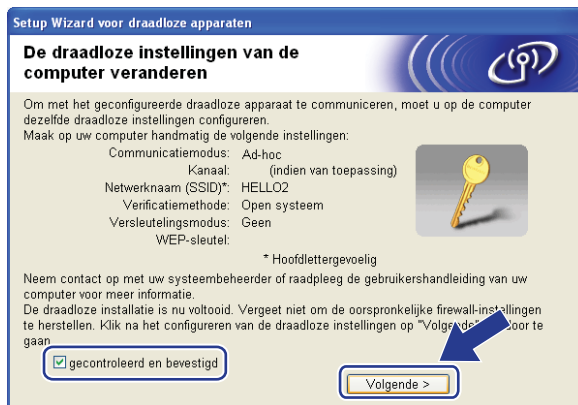 Setup Wizard voor draadloze apparaten
De draadloze instellingen van de
computer veranderen
Om met het geconfigureerde draadloze apparaat te communiceren, moet u op de computer
dezelfde draadloze instellingen configureren.
Maak op uw computer handmatig de volgende instellingen:
Communicatiemodus: Ad-hoc
Kanaal: (indien van toepassing)
Netwerknaam (SSID)*: HELLO2
Verificatiemethode: Open systeem
Versleutelingsmodus: Geen
WEP-sleutel:
* Hoofdlettergevoelig
Neem contact op met uw systeembeheerder of raadpleeg de gebruikershandleiding van uw
computer voor meer informatie.
De draadloze installatie is nu voltooid. Vergeet niet om de oorspronkelijke firewall-instellingen
te herstellen. Klik na het configureren van de draadloze instellingen op "Volgende" te
gaan
gecontroleerd en bevestigd
Volgende >